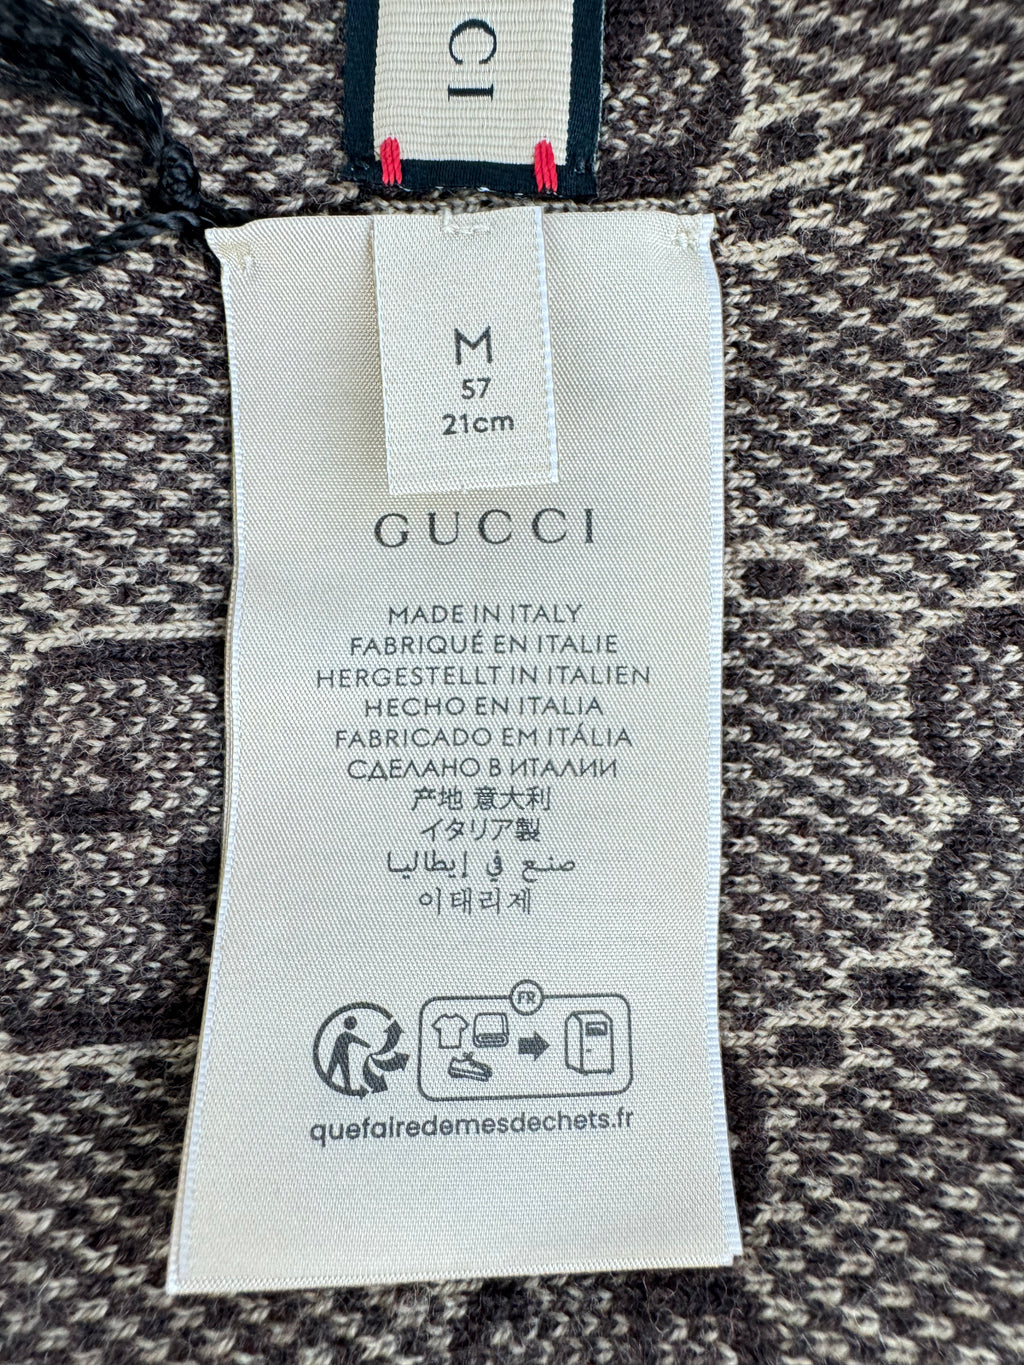 CI
M
57
21cm
GUCCI
MADE IN ITALY
FABRIQUÉ EN ITALIE
HERGESTELLT IN ITALIEN
HECHO EN ITALIA
FABRICADO EM ITÁLIA
СДЕЛАНО В ИТАЛИИ
产地 意大利
イタリア製
صنع في إيطاليا
이태리제
FR
quefairedemesdechets.fr